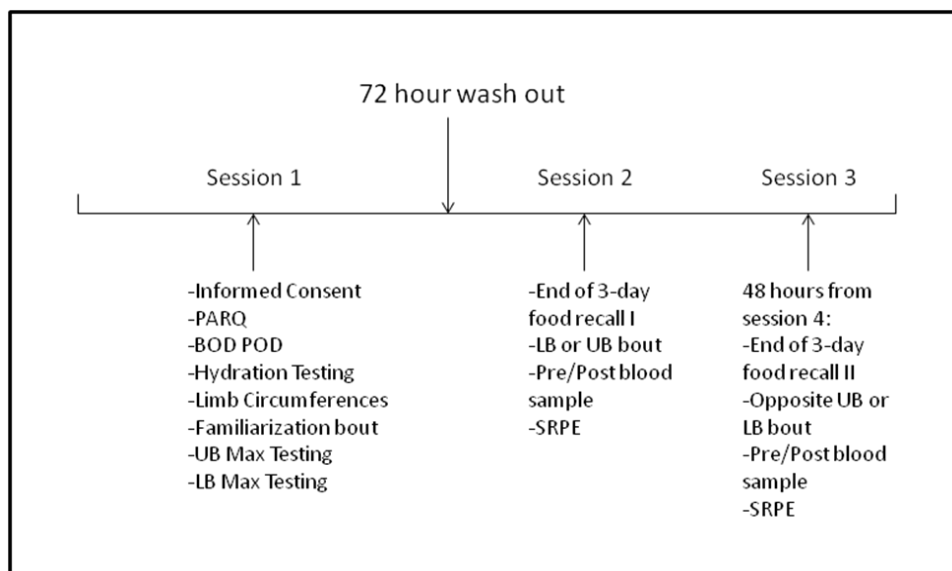 72 hour wash out
Session 1
Session 2
Session 3
-Informed Consent
-PARQ
-BOD POD
-Hydration Testing
-Limb Circumferences
-Familiarization bout
-UB Max Testing
-LB Max Testing
-End of 3-day
food recall I
-LB or UB bout
-Pre/Post blood
sample
-SRPE
48 hours from
session 4:
-End of 3-day
food recall II
-Opposite UB or
LB bout
-Pre/Post blood
sample
-SRPE